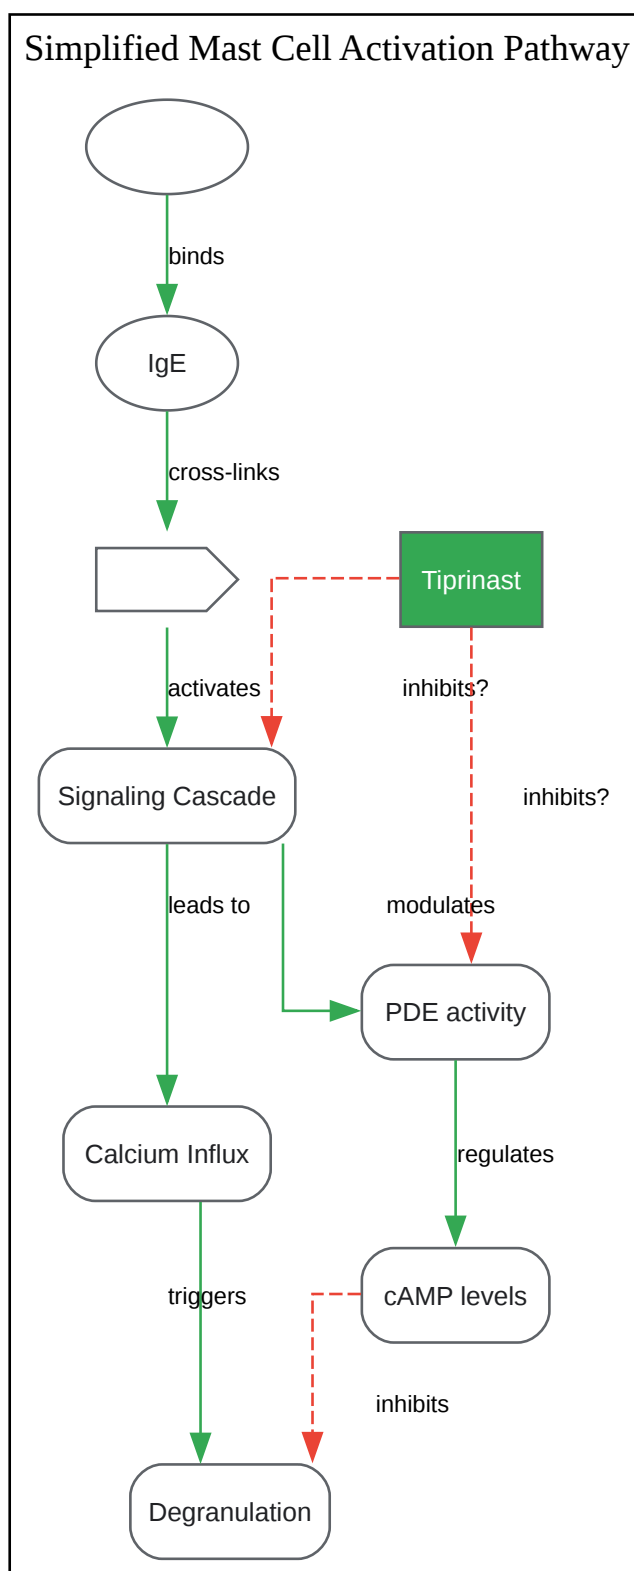 Simplified Mast Cell Activation Pathway
binds
IgE
cross-links
Tiprinast
activates
inhibits?
Signaling Cascade
inhibits?
leads to
modulates
PDE activity
Calcium Influx
regulates
triggers
cAMP levels
inhibits
Degranulation